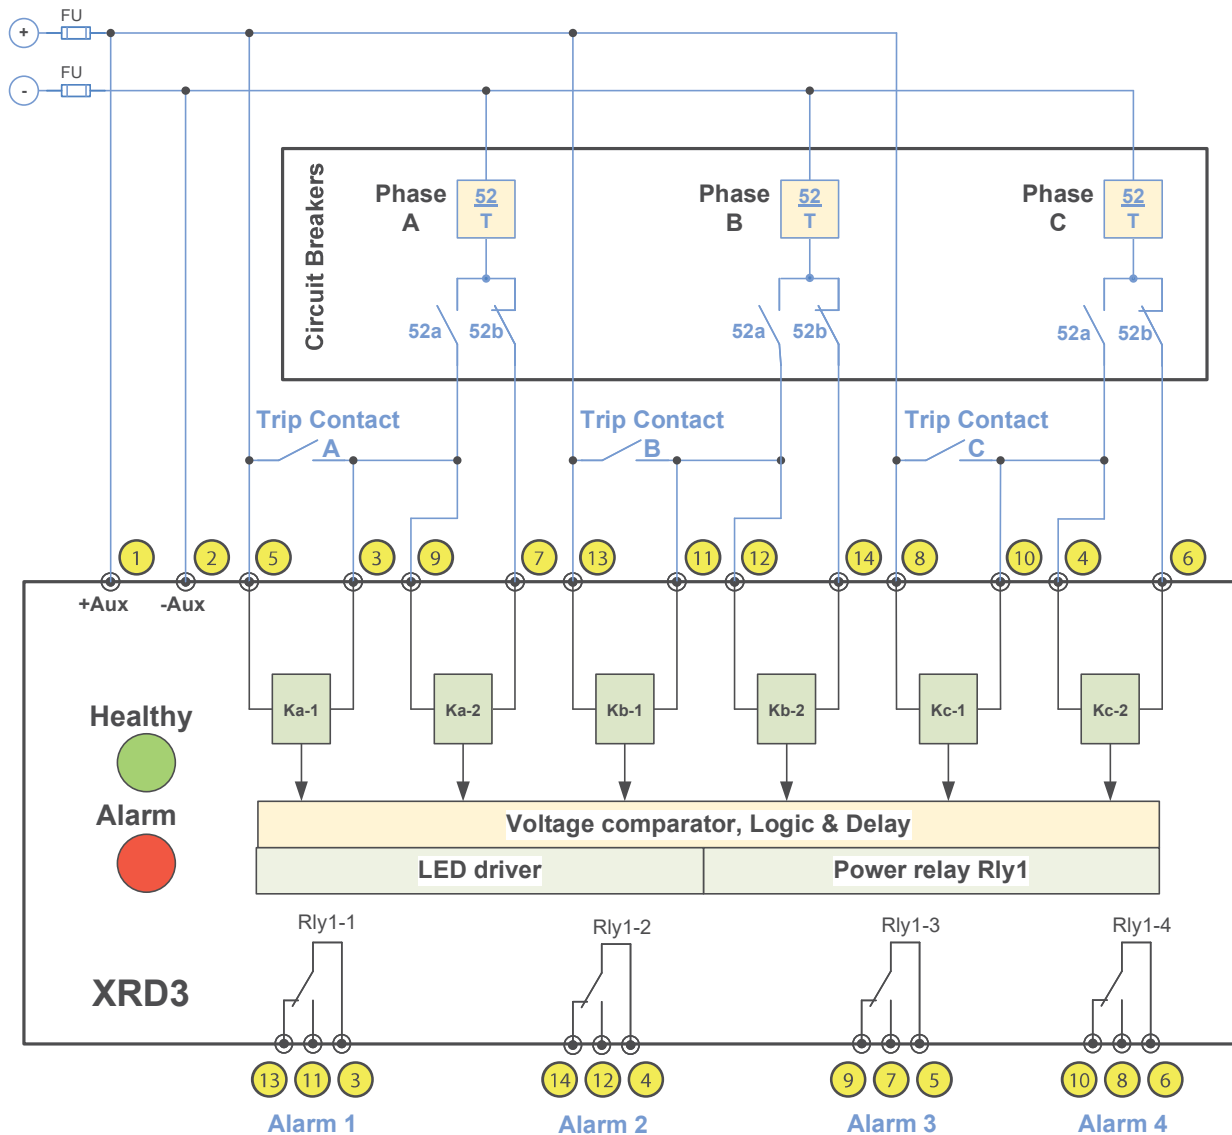 FU
+
FU
-
Circuit Breakers
Phase A
52
T
Phase B
52
T
Phase C
52
T
52a
52b
52a
52b
52a
52b
Trip Contact A
Trip Contact B
Trip Contact C
1
2
5
3
9
7
13
11
12
14
8
10
4
6
+Aux
-Aux
Ka-1
Ka-2
Kb-1
Kb-2
Kc-1
Kc-2
Healthy
Alarm
Voltage comparator, Logic & Delay
LED driver
Power relay Rly1
Rly1-1
Rly1-2
Rly1-3
Rly1-4
XRD3
13
11
3
14
12
4
9
7
5
10
8
6
Alarm 1
Alarm 2
Alarm 3
Alarm 4